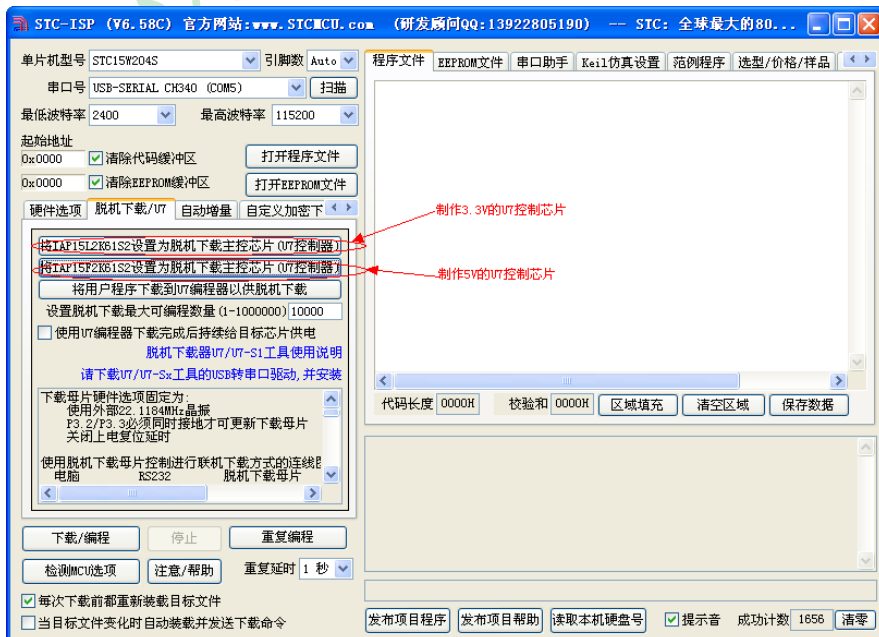 STC-ISP (V6.58C) 官方网站:www.STCMCU.com (研发顾问QQ:13922805190) -- STC: 全球最大的80...
单片机型号 STC15W204S 引脚数 Auto
串口号 USB-SERIAL CH340 (COM5) 扫描
最低波特率 2400 最高波特率 115200
起始地址
0x0000 清除代码缓冲区 打开程序文件
0x0000 清除EEPROM缓冲区 打开EEPROM文件
硬件选项 脱机下载/U7 自动增量 自定义加密下
将IAP15L2K61S2设置为脱机下载主控芯片(U7控制器)
将IAP15F2K61S2设置为脱机下载主控芯片(U7控制器)
将用户程序下载到U7编程器以供脱机下载
设置脱机下载最大可编程数量(1-1000000) 10000
使用U7编程器下载完成后持续给目标芯片供电
脱机下载器U7/U7-S1工具使用说明
请下载U7/U7-Sx工具的USB转串口驱动,并安装
下载母片硬件选项固定为:
使用外部22.1184MHz晶振
P3.2/P3.3必须同时接地才可更新下载母片
关闭上电复位延时
使用脱机下载母片控制进行联机下载方式的连线
电脑 RS232 脱机下载母片
下载/编程 停止 重复编程
检测MCU选项 注意/帮助 重复延时 1 秒
每次下载前都重新装载目标文件
当目标文件变化时自动装载并发送下载命令
程序文件 EEPROM文件 串口助手 Keil仿真设置 范例程序 选型/价格/样品
制作3.3V的U7控制芯片
制作5V的U7控制芯片
代码长度 0000H 校验和 0000H 区域填充 清空区域 保存数据
发布项目程序 发布项目帮助 读取本机硬盘号 提示音 成功计数 1656 清零